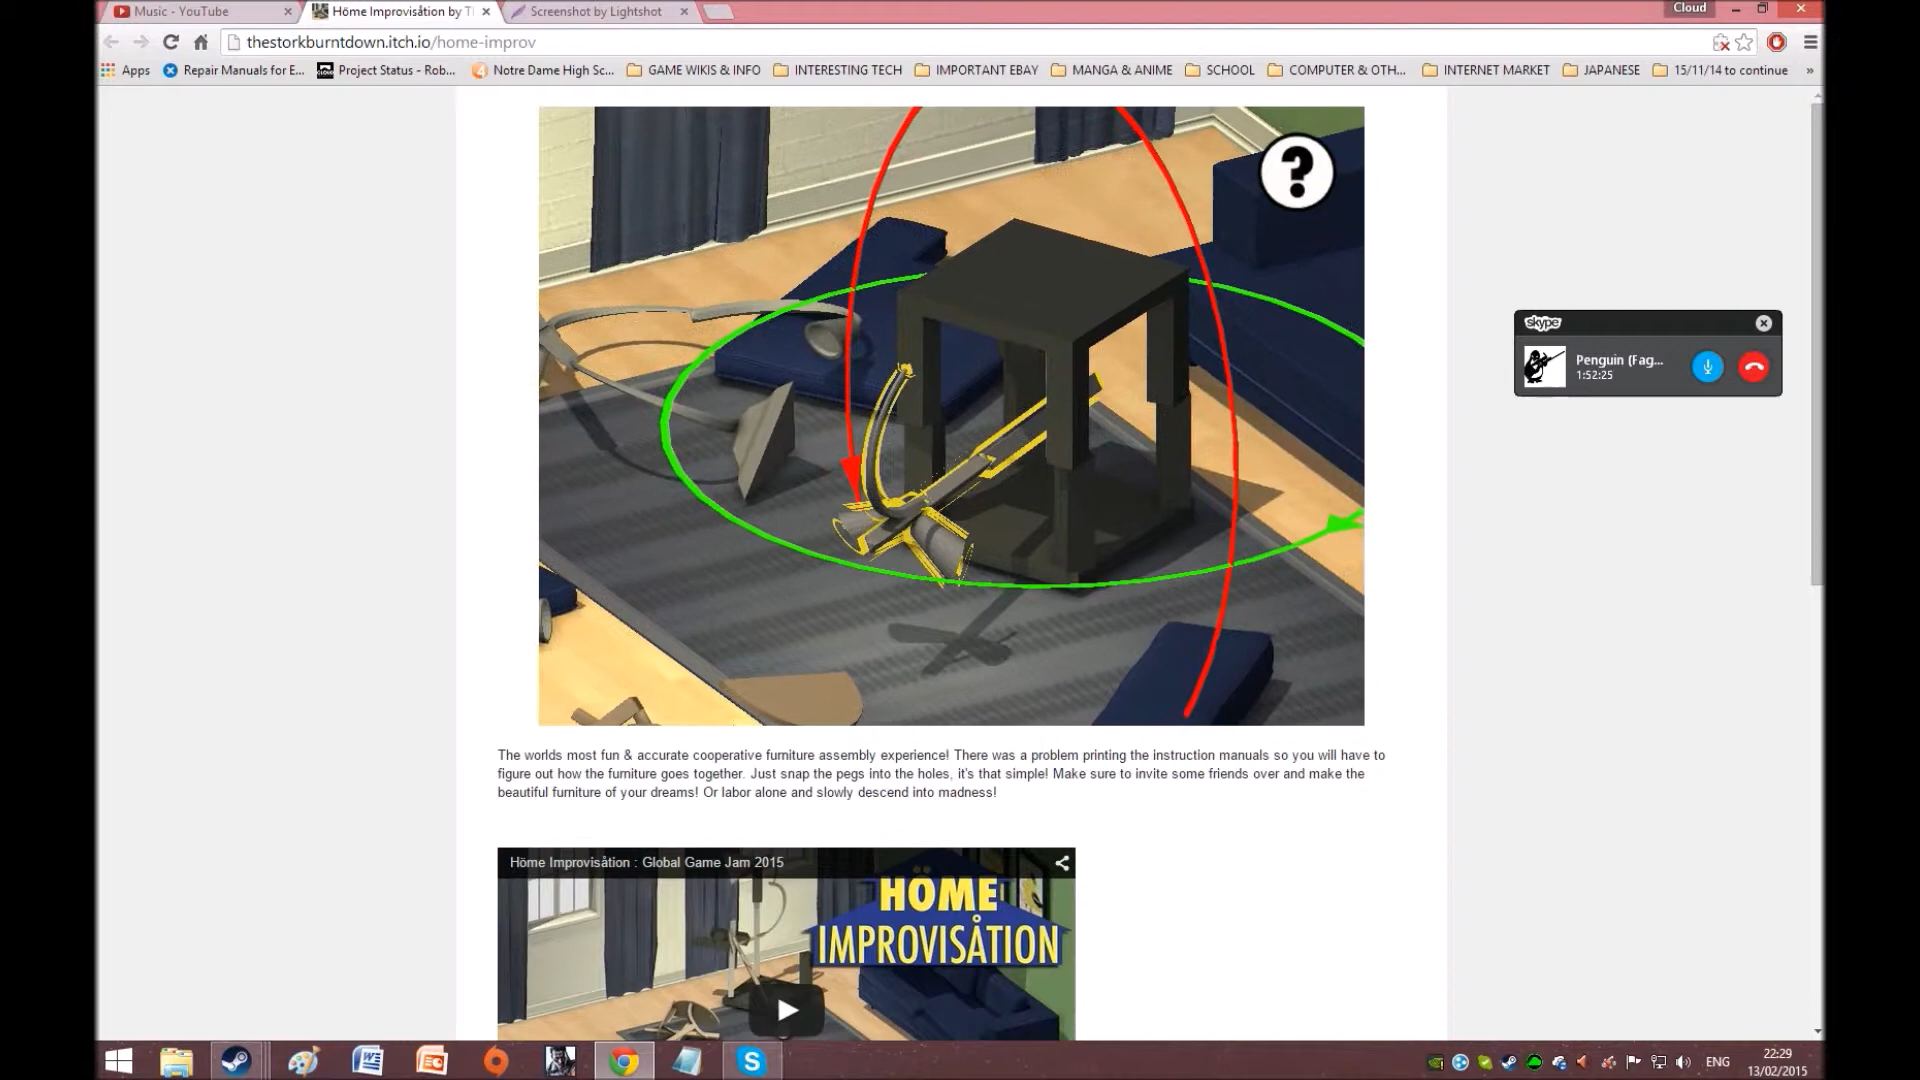 Music - YouTube
Höme Improvisåtion by T
Screenshot by Lightshot
Cloud
thestorkburntdown.itch.io/home-improv
Apps
Repair Manuals for E...
Project Status - Rob...
Notre Dame High Sc...
GAME WIKIS & INFO
INTERESTING TECH
IMPORTANT EBAY
MANGA & ANIME
SCHOOL
COMPUTER & OTH...
INTERNET MARKET
JAPANESE
15/11/14 to continue
»
?
skype
Penguin (Fag...
1:52:25
The worlds most fun & accurate cooperative furniture assembly experience! There was a problem printing the instruction manuals so you will have to
figure out how the furniture goes together. Just snap the pegs into the holes, it's that simple! Make sure to invite some friends over and make the
beautiful furniture of your dreams! Or labor alone and slowly descend into madness!
Höme Improvisåtion : Global Game Jam 2015
HÖME
IMPROVISÅTION
ENG
22:29
13/02/2015